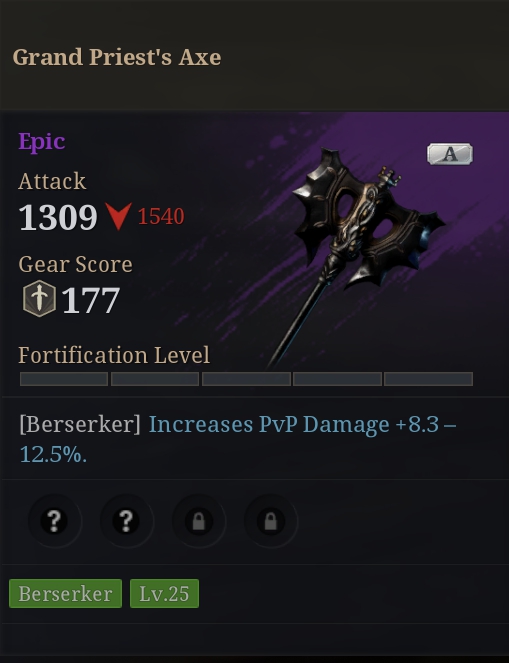 Grand Priest's Axe
Epic
A
Attack
1309 1540
Gear Score
177
Fortification Level
[Berserker] Increases PvP Damage +8.3 –
12.5%.
? ?
Berserker Lv.25